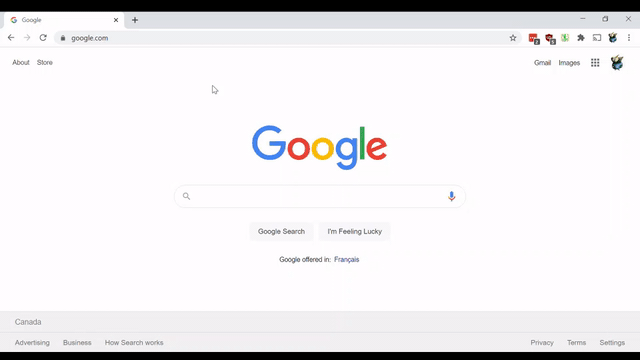 Google
google.com
About Store Gmail Images
Google
Google Search I'm Feeling Lucky
Google offered in: Français
Canada
Advertising Business How Search works Privacy Terms Settings